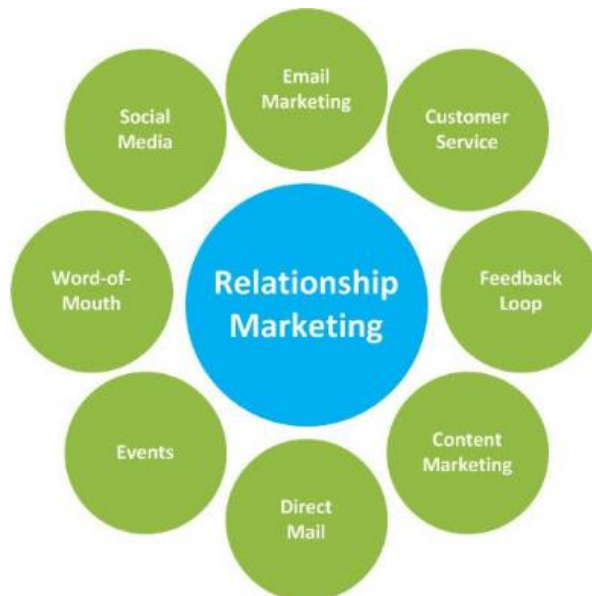 Email
Marketing
Customer
Service
Feedback
Loop
Content
Marketing
Direct
Mail
Events
Word-of-
Mouth
Social
Media
Relationship
Marketing